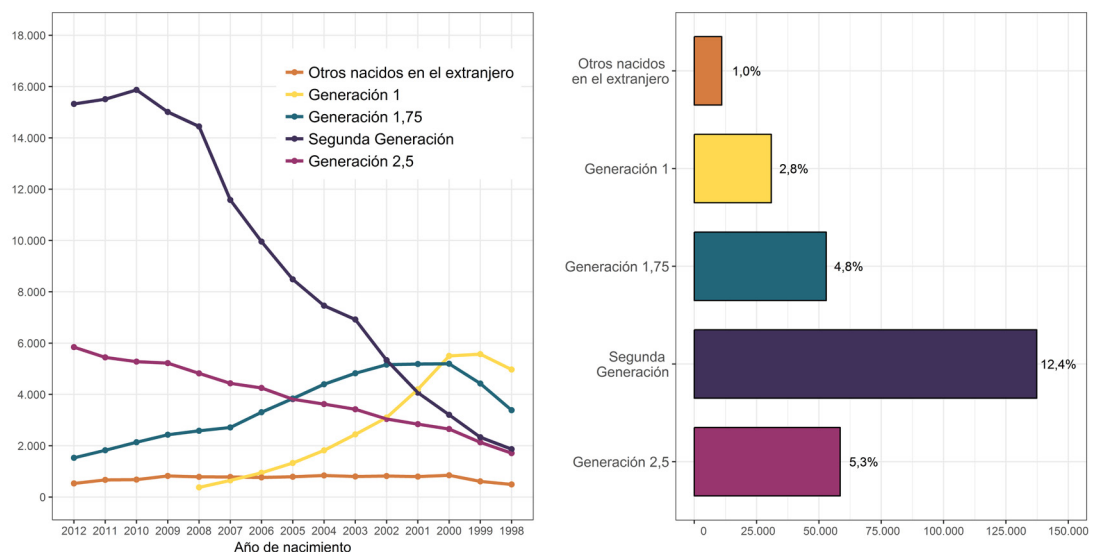 18.000
16.000
14.000
12.000
10.000
8.000
6.000
4.000
2.000
0
Otros nacidos en el extranjero
Generación 1
Generación 1,75
Segunda Generación
Generación 2,5
2012 2011 2010 2009 2008 2007 2006 2005 2004 2003 2002 2001 2000 1999 1998
Año de nacimiento
Otros nacidos
en el extranjero
1,0%
Generación 1
2,8%
Generación 1,75
4,8%
Segunda
Generación
12,4%
Generación 2,5
5,3%
0 25.000 50.000 75.000 100.000 125.000 150.000